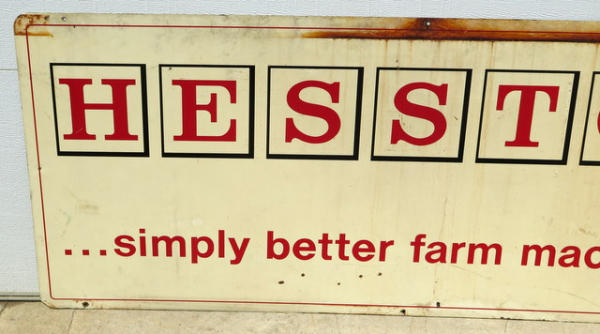 HESST
...simply better farm mac